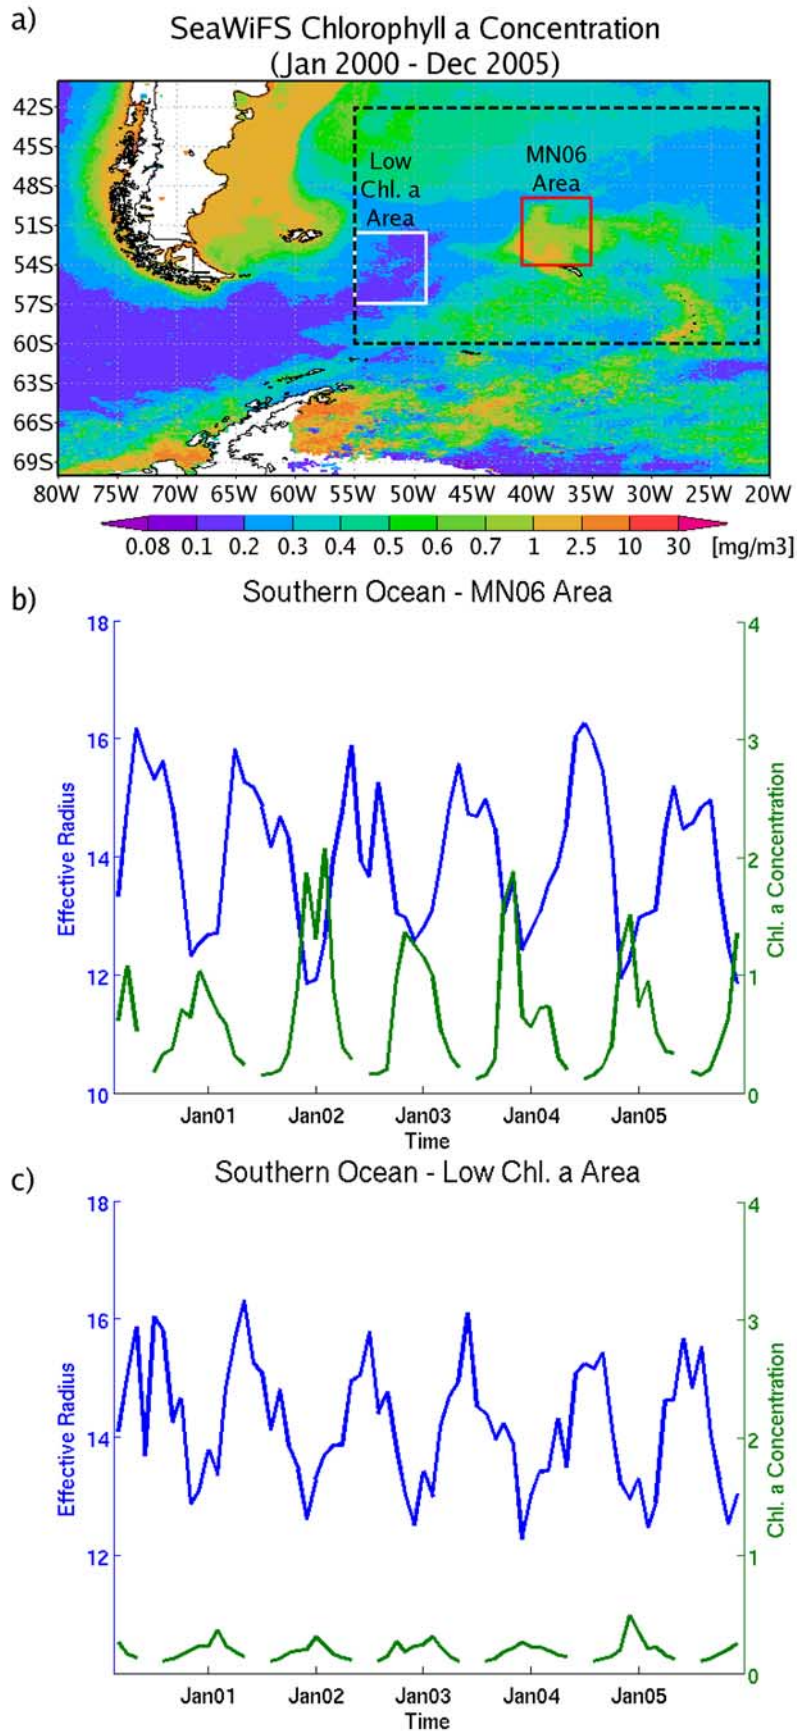 a)
SeaWiFS Chlorophyll a Concentration
(Jan 2000 - Dec 2005)
42S
45S
48S
51S
54S
57S
60S
63S
66S
69S
Low
Chl. a
Area
MN06
Area
80W 75W 70W 65W 60W 55W 50W 45W 40W 35W 30W 25W 20W
0.08 0.1 0.2 0.3 0.4 0.5 0.6 0.7 1 2.5 10 30 [mg/m3]
b)
Southern Ocean - MN06 Area
18
16
14
12
10
Effective Radius
4
3
2
1
0
Chl. a Concentration
Jan01 Jan02 Jan03 Jan04 Jan05
Time
c)
Southern Ocean - Low Chl. a Area
18
16
14
12
Effective Radius
4
3
2
1
0
Chl. a Concentration
Jan01 Jan02 Jan03 Jan04 Jan05
Time